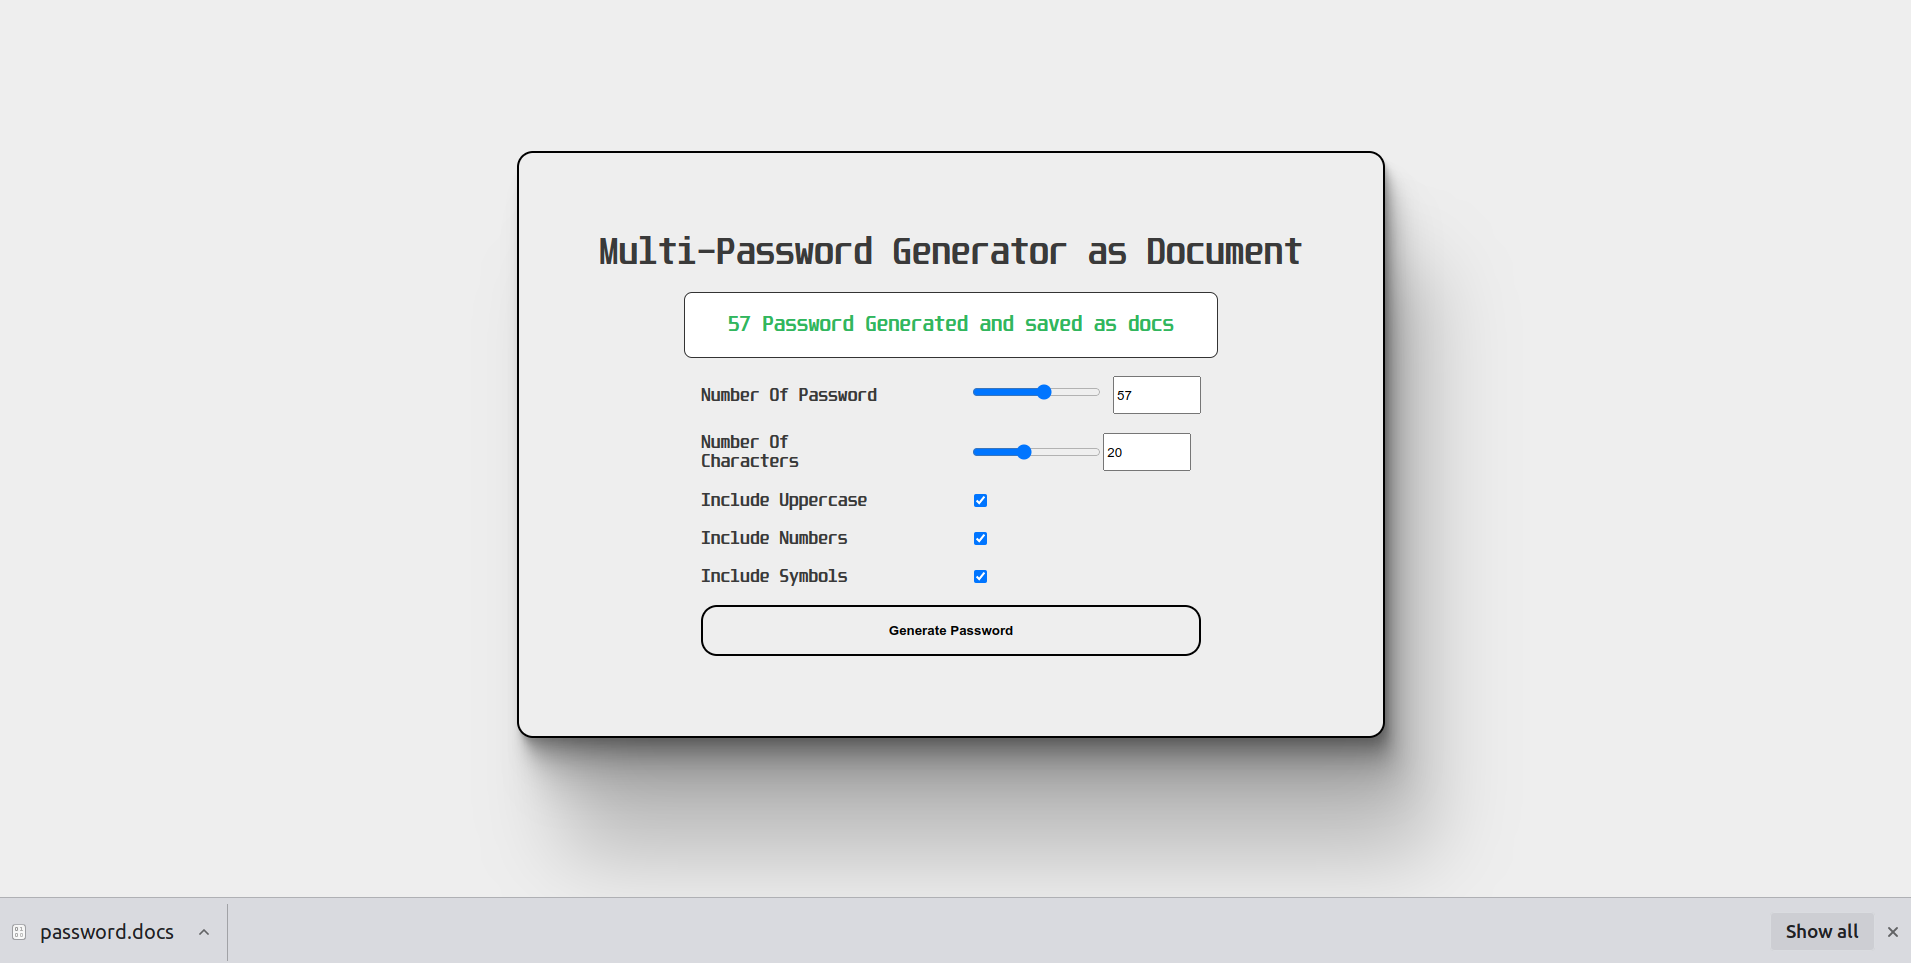 Multi-Password Generator as Document
57 Password Generated and saved as docs
Number Of Password
57
Number Of
Characters
20
Include Uppercase
Include Numbers
Include Symbols
Generate Password
password.docs
Show all